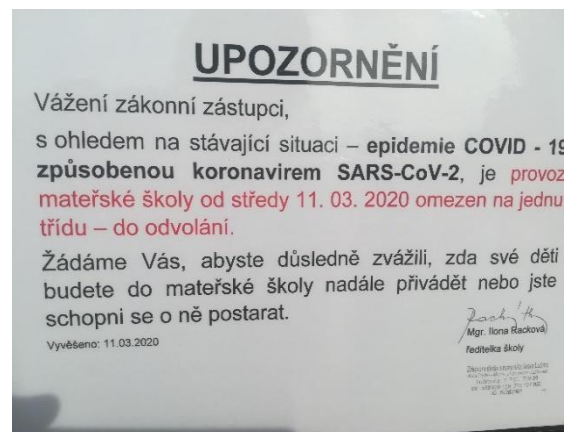 UPOZORNĚNÍ
Vážení zákonní zástupci,
s ohledem na stávající situaci – epidemie COVID - 19
způsobenou koronavirem SARS-CoV-2, je provoz
mateřské školy od středy 11. 03. 2020 omezen na jednu
třídu – do odvolání.
Žádáme Vás, abyste důsledně zvážili, zda své děti
budete do mateřské školy nadále přivádět nebo jste
schopni se o ně postarat.
Vyvěšeno: 11.03.2020
Mgr. Ilona Racková
ředitelka školy